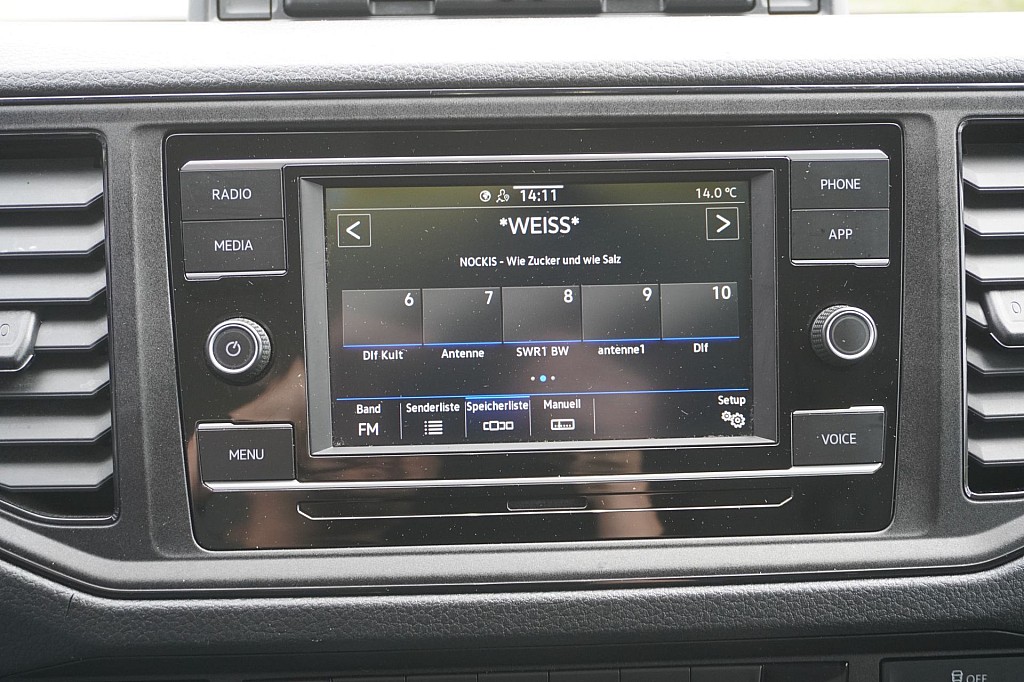 RADIO
MEDIA
MENU
14:11
14.0 °C
< *WEISS* >
NOCKIS - Wie Zucker und wie Salz
6 7 8 9 10
Dlf Kult Antenne SWR1 BW antenne1 Dlf
Band Senderliste Speicherliste Manuell Setup
FM
PHONE
APP
VOICE
OFF